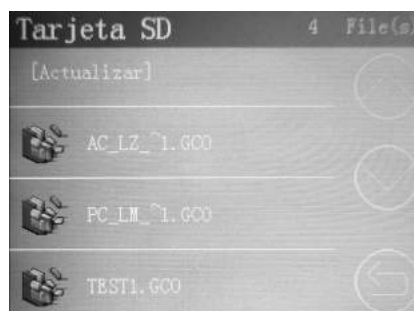 Tarjeta SD 4 File(s)
[Actualizar]
AC_LZ_~1.GCO
PC_LM_~1.GCO
TEST1.GCO